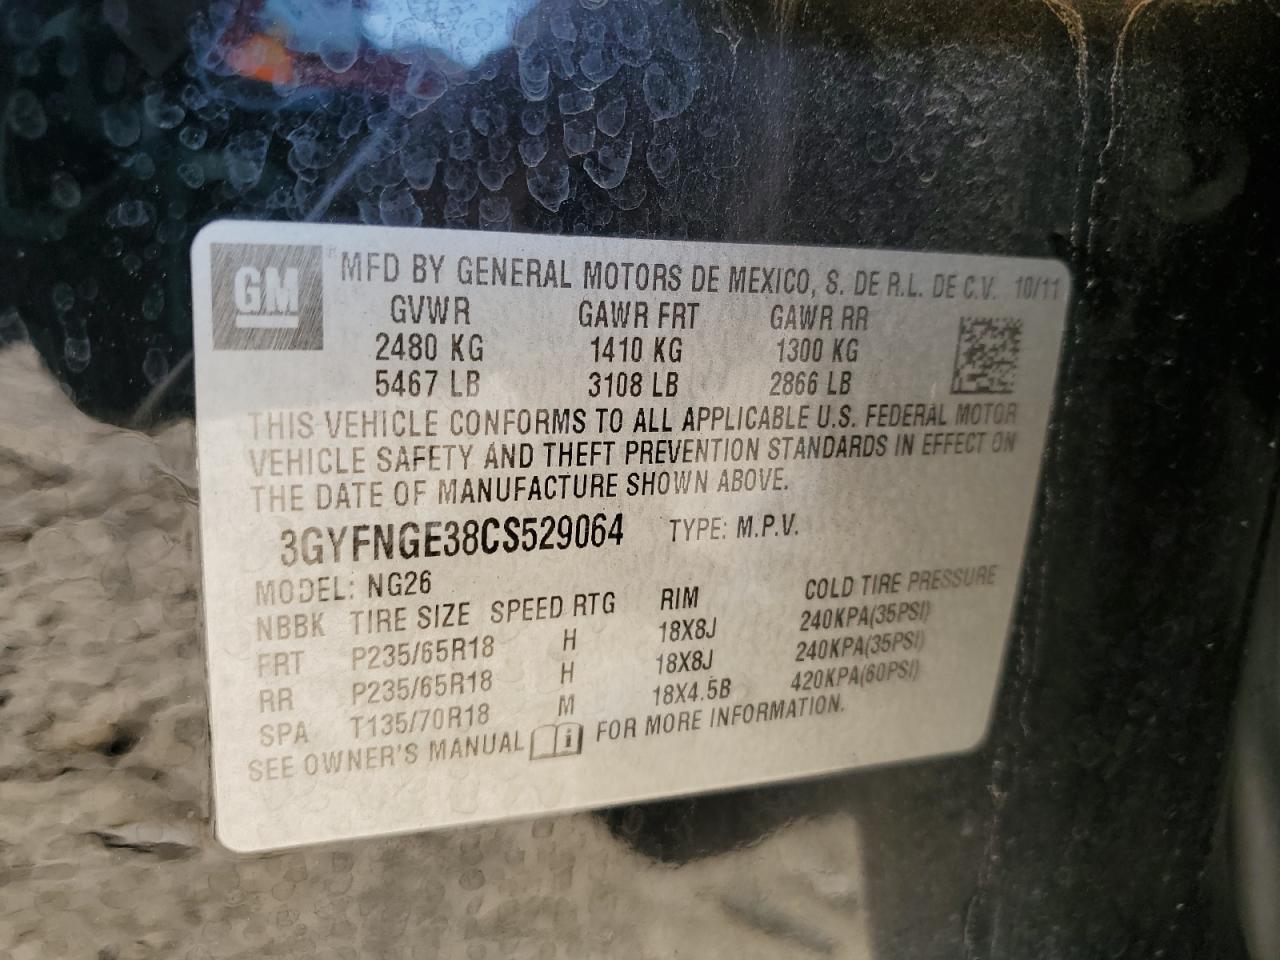 GM MFD BY GENERAL MOTORS DE MEXICO, S. DE R.L. DE C.V. 10/11
GVWR GAWR FRT GAWR RR
2480 KG 1410 KG 1300 KG
5467 LB 3108 LB 2866 LB
THIS VEHICLE CONFORMS TO ALL APPLICABLE U.S. FEDERAL MOTOR
VEHICLE SAFETY AND THEFT PREVENTION STANDARDS IN EFFECT ON
THE DATE OF MANUFACTURE SHOWN ABOVE.
3GYFNGE38CS529064 TYPE: M.P.V.
MODEL: NG26
NBBK TIRE SIZE SPEED RTG RIM COLD TIRE PRESSURE
FRT P235/65R18 H 18X8J 240KPA(35PSI)
RR P235/65R18 H 18X8J 240KPA(35PSI)
SPA T135/70R18 M 18X4.5B 420KPA(60PSI)
SEE OWNER'S MANUAL i FOR MORE INFORMATION.